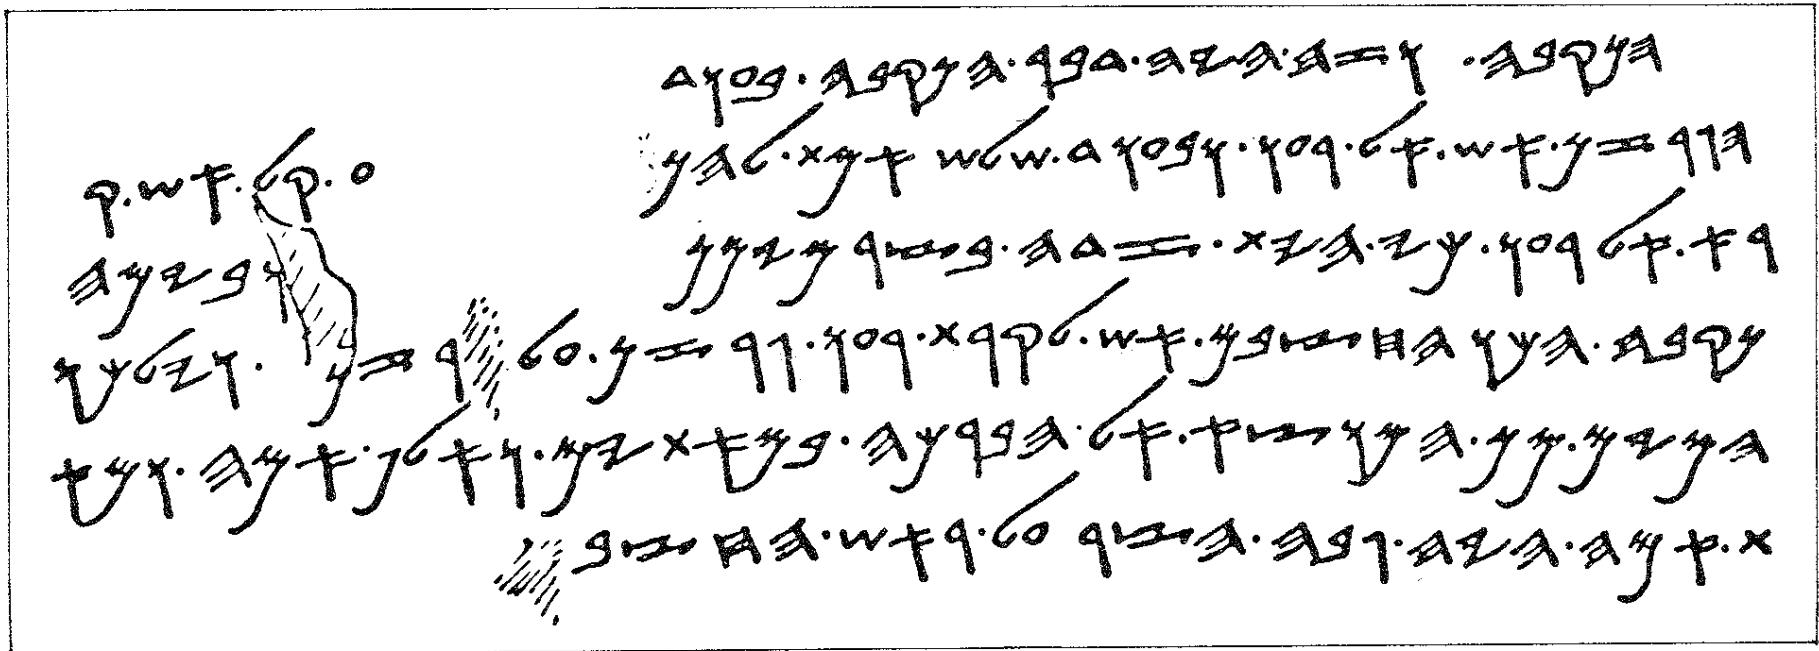 𐤄𐤍𐤒𐤁𐤄 . 𐤅𐤆𐤄 . 𐤄𐤉𐤄 . 𐤃𐤁𐤓 . 𐤄𐤍𐤒𐤁𐤄 . 𐤁𐤏𐤅𐤃
𐤄𐤂𐤓𐤆𐤍 . 𐤀𐤔 . 𐤀𐤋 . 𐤓𐤏𐤅 . 𐤅𐤁𐤏𐤅𐤃 . 𐤔𐤋𐤔 𐤀𐤌𐤕 . 𐤋𐤄𐤍 𐤏 . 𐤒𐤋 . 𐤀𐤔 . 𐤒
𐤓𐤀 . 𐤀𐤋 𐤓𐤏𐤅 . 𐤊𐤉 . 𐤄𐤉𐤕 . 𐤆𐤃𐤄 . 𐤁𐤑𐤓 𐤌𐤉𐤌𐤍 𐤅𐤁𐤉𐤌 𐤄
𐤍𐤒𐤁𐤄 . 𐤄𐤊𐤅 𐤄𐤇𐤑𐤁𐤌 . 𐤀𐤔 . 𐤋𐤒𐤓𐤕 . 𐤓𐤏𐤅 . 𐤂𐤓𐤆𐤍 . 𐤏𐤋 𐤓𐤆𐤍 . 𐤅𐤉𐤋𐤊𐤅
𐤄𐤌𐤉𐤌 . 𐤌𐤍 . 𐤄𐤌𐤅𐤑𐤀 . 𐤀𐤋 . 𐤄𐤁𐤓𐤊𐤄 . 𐤁𐤌𐤀𐤕𐤉𐤌 . 𐤅𐤀𐤋𐤐 . 𐤀𐤌𐤄 . 𐤅𐤌𐤀
𐤕 . 𐤀𐤌𐤄 . 𐤄𐤉𐤄 . 𐤂𐤁𐤄 . 𐤄𐤑𐤓 𐤏𐤋 . 𐤓𐤀𐤔 . 𐤄𐤇𐤑𐤁